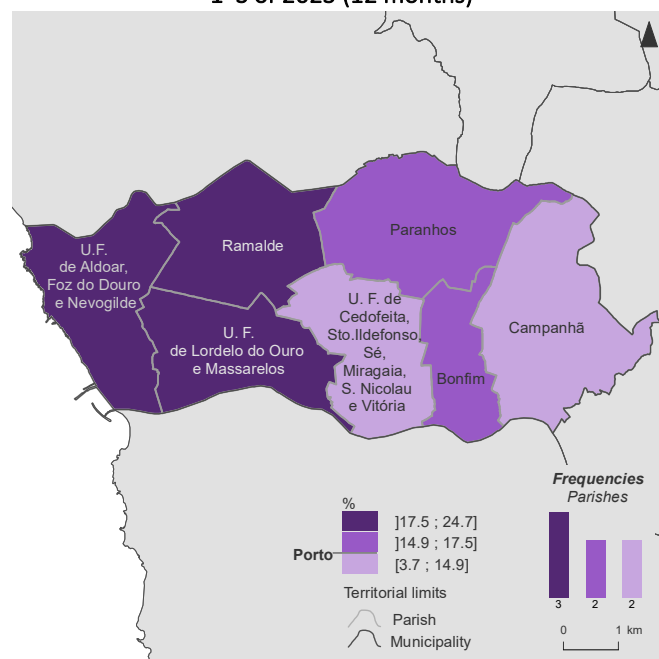 U.F.
de Aldoar,
Foz do Douro
e Nevogilde
Ramalde
Paranhos
U. F.
de Lordelo do Ouro
e Massarelos
U. F. de
Cedofeita,
Sto.Ildefonso,
Sé,
Miragaia,
S. Nicolau
e Vitória
Bonfim
Campanhã
%
]17.5 ; 24.7]
]14.9 ; 17.5]
[3.7 ; 14.9]
Porto
Territorial limits
Parish
Municipality
Frequencies
Parishes
3 2 2
0 1 km